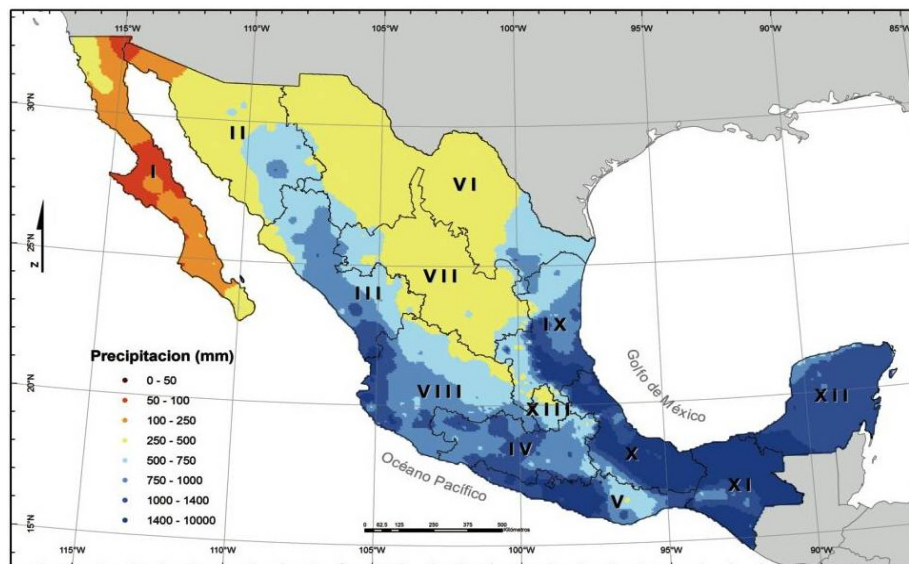 115°W 110°W 105°W 100°W 95°W 90°W 85°W
30°N
II
I
VI
N
25°N
VII
III
IX
Precipitacion (mm)
0 - 50
50 - 100
100 - 250
250 - 500
500 - 750
750 - 1000
1000 - 1400
1400 - 10000
Golfo de México
20°N
VIII
XIII
XII
IV
X
Océano Pacífico
XI
V
15°N
0 62.5 125 250 375 500
Kilómetros
115°W 110°W 105°W 100°W 95°W 90°W